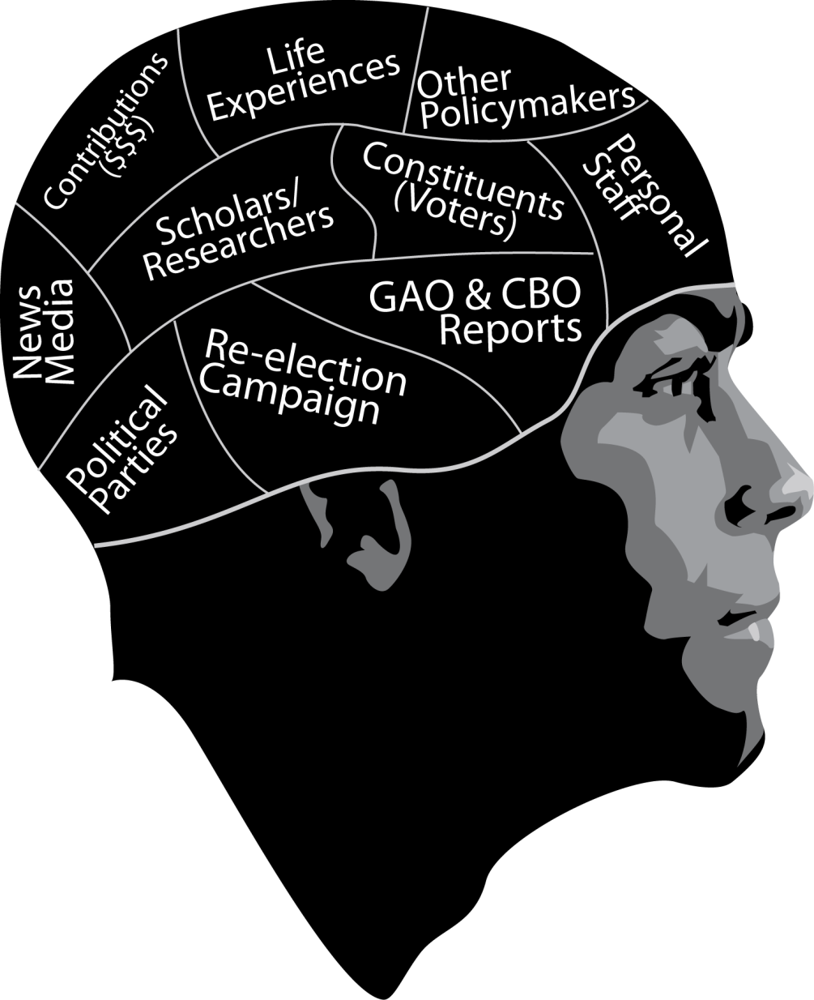 Life
Experiences
Other
Policymakers
Contributions
($$$)
Personal
Staff
Constituents
(Voters)
Scholars/
Researchers
News
Media
GAO & CBO
Reports
Re-election
Campaign
Political
Parties